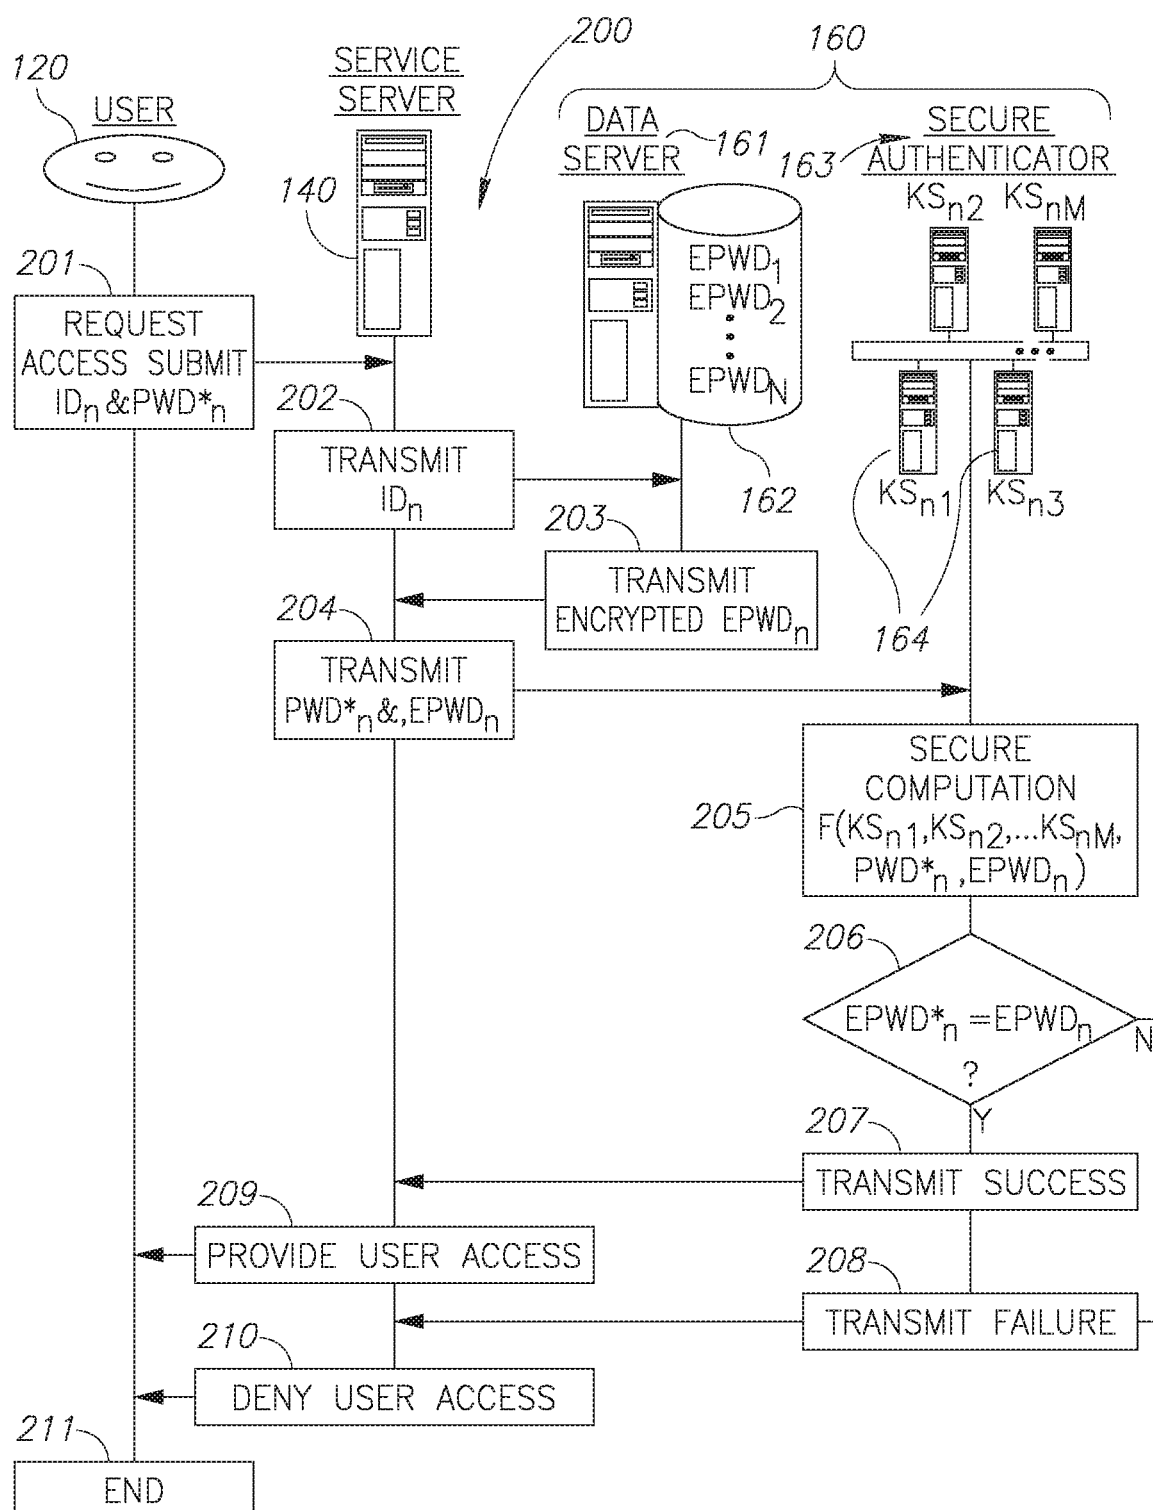 200
160
120
USER
SERVICE
SERVER
DATA
SERVER
161
163
SECURE
AUTHENTICATOR
KSn2 KSnM
140
EPWD1
EPWD2
EPWDN
201
REQUEST
ACCESS SUBMIT
IDn&PWD*n
202
TRANSMIT
IDn
162
KSn1
KSn3
203
TRANSMIT
ENCRYPTED EPWDn
164
204
TRANSMIT
PWD*n&,EPWDn
205
SECURE
COMPUTATION
F(KSn1,KSn2,...KSnM,
PWD*n,EPWDn)
206
EPWD*n=EPWDn
?
N
Y
207
TRANSMIT SUCCESS
209
PROVIDE USER ACCESS
208
TRANSMIT FAILURE
210
DENY USER ACCESS
211
END